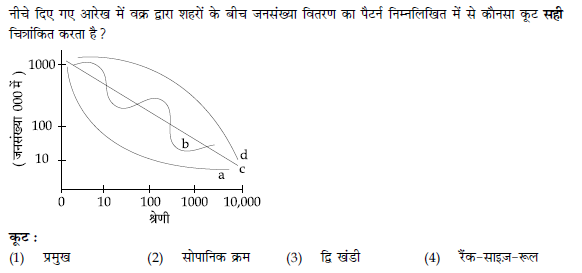 नीचे दिए गए आरेख में वक्र द्वारा शहरों के बीच जनसंख्या वितरण का पैटर्न निम्नलिखित में से कौनसा कूट सही
चित्रांकित करता है ?
( जनसंख्या 000 में )
1000
100
10
b
d
c
a
0 10 100 1000 10,000
श्रेणी
कूट :
(1) प्रमुख (2) सोपानिक क्रम (3) द्वि खंडी (4) रैंक-साइज़-रूल